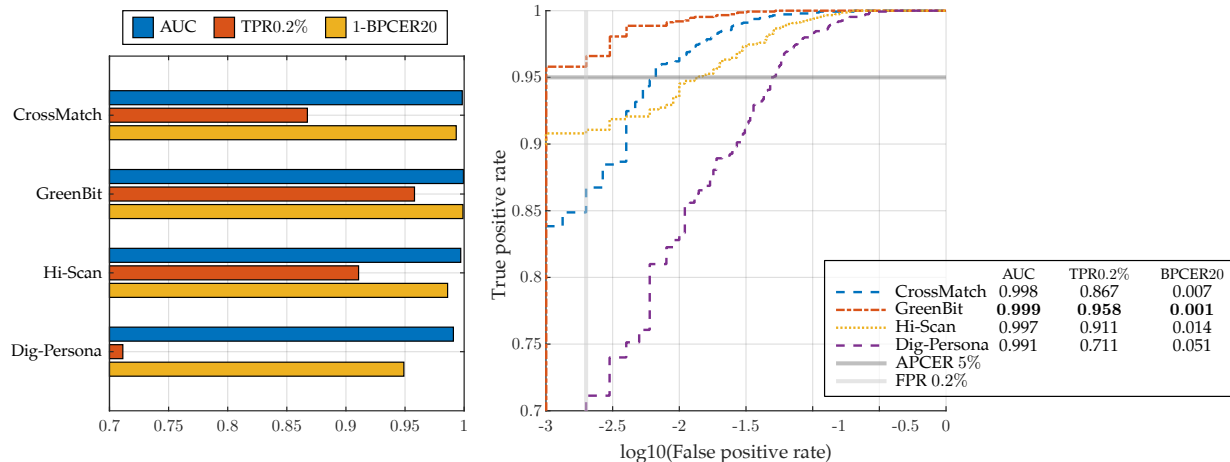 AUC TPR0.2% 1-BPCER20
CrossMatch
GreenBit
Hi-Scan
Dig-Persona
0.7 0.75 0.8 0.85 0.9 0.95 1
True positive rate
1
0.95
0.9
0.85
0.8
0.75
0.7
-3 -2.5 -2 -1.5 -1 -0.5 0
log10(False positive rate)
AUC TPR0.2% BPCER20
CrossMatch 0.998 0.867 0.007
GreenBit 0.999 0.958 0.001
Hi-Scan 0.997 0.911 0.014
Dig-Persona 0.991 0.711 0.051
APCER 5%
FPR 0.2%